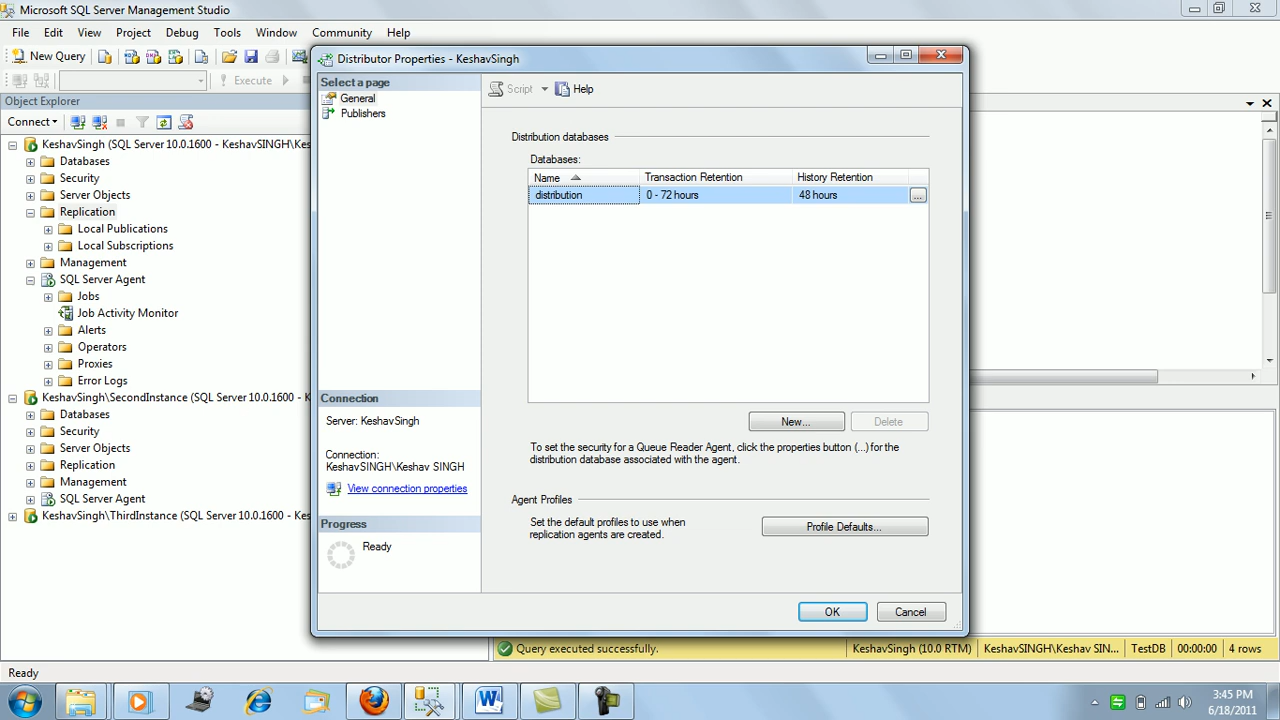 Microsoft SQL Server Management Studio
File Edit View Project Debug Tools Window Community Help
New Query
Execute
Object Explorer
Connect
KeshavSingh (SQL Server 10.0.1600 - KeshavSINGH\Kes
Databases
Security
Server Objects
Replication
Local Publications
Local Subscriptions
Management
SQL Server Agent
Jobs
Job Activity Monitor
Alerts
Operators
Proxies
Error Logs
KeshavSingh\SecondInstance (SQL Server 10.0.1600 -
Databases
Security
Server Objects
Replication
Management
SQL Server Agent
KeshavSingh\ThirdInstance (SQL Server 10.0.1600 - Kes
Distributor Properties - KeshavSingh
Select a page
General
Publishers
Connection
Server: KeshavSingh
Connection:
KeshavSINGH\Keshav SINGH
View connection properties
Progress
Ready
Script Help
Distribution databases
Databases:
Name Transaction Retention History Retention
distribution 0 - 72 hours 48 hours ...
New... Delete
To set the security for a Queue Reader Agent, click the properties button (...) for the
distribution database associated with the agent.
Agent Profiles
Set the default profiles to use when
replication agents are created.
Profile Defaults...
OK Cancel
Query executed successfully. KeshavSingh (10.0 RTM) KeshavSINGH\Keshav SIN... TestDB 00:00:00 4 rows
Ready
3:45 PM
6/18/2011